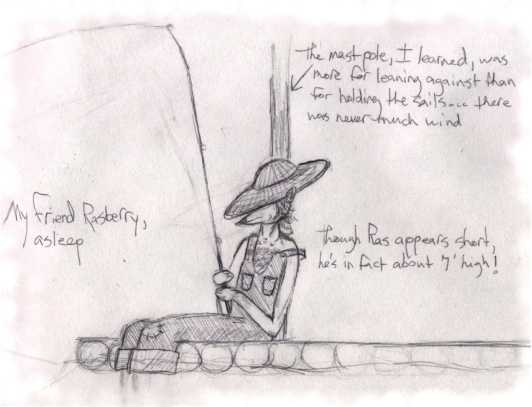 The mast pole, I learned, was
more for leaning against than
for holding the sails... there
was never much wind
My friend Rasberry,
asleep
Though Ras appears short,
he's in fact about 7' high!